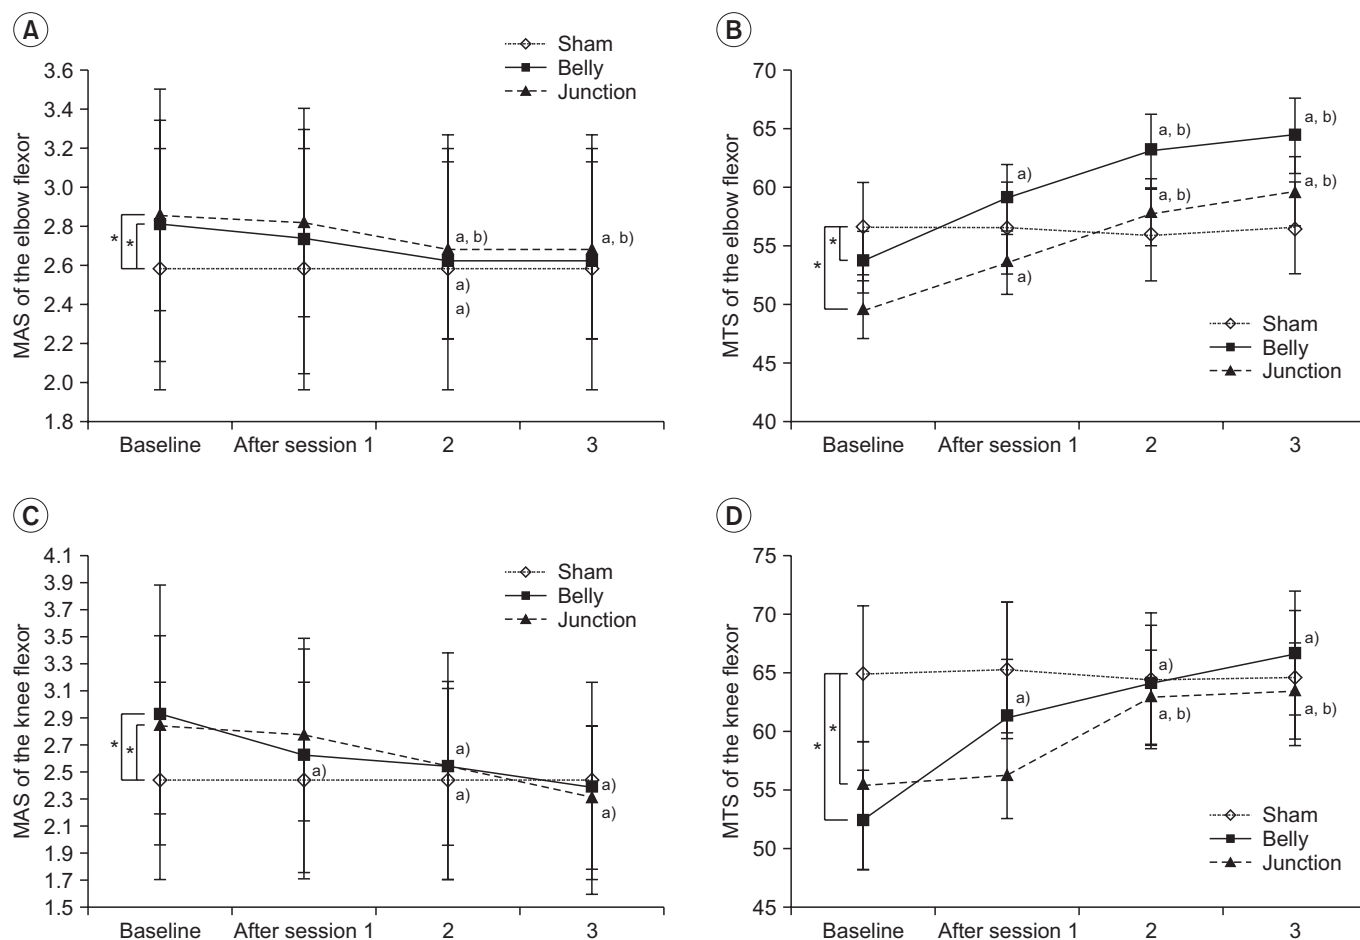 A
Sham
Belly
Junction
3.6
3.4
3.2
3.0
2.8
2.6
2.4
2.2
2.0
1.8
MAS of the elbow flexor
* *
a, b)
a, b)
a)
a)
Baseline After session 1 2 3
B
70
65
60
55
50
45
40
MTS of the elbow flexor
*
*
a)
a, b)
a, b)
a)
a, b)
a, b)
Sham
Belly
Junction
Baseline After session 1 2 3
C
Sham
Belly
Junction
4.1
3.9
3.7
3.5
3.3
3.1
2.9
2.7
2.5
2.3
2.1
1.9
1.7
1.5
MAS of the knee flexor
* *
a)
a)
a)
a)
a)
Baseline After session 1 2 3
D
75
70
65
60
55
50
45
MTS of the knee flexor
*
*
a)
a)
a)
a, b)
a, b)
Sham
Belly
Junction
Baseline After session 1 2 3